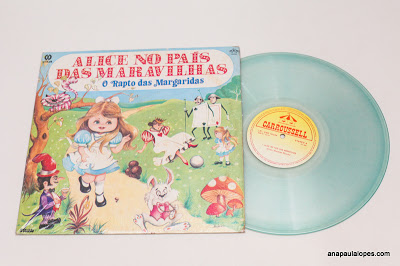 ALICE NO PAÍS
DAS MARAVILHAS
O Rapto das Margaridas
CARROUSSELL
anapaulalopes.com